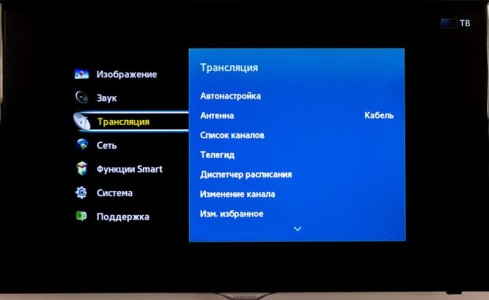 ТВ
Изображение
Звук
Трансляция
Сеть
Функции Smart
Система
Поддержка
Трансляция
Автонастройка
Антенна Кабель
Список каналов
Телегид
Диспетчер расписания
Изменение канала
Изм. избранное